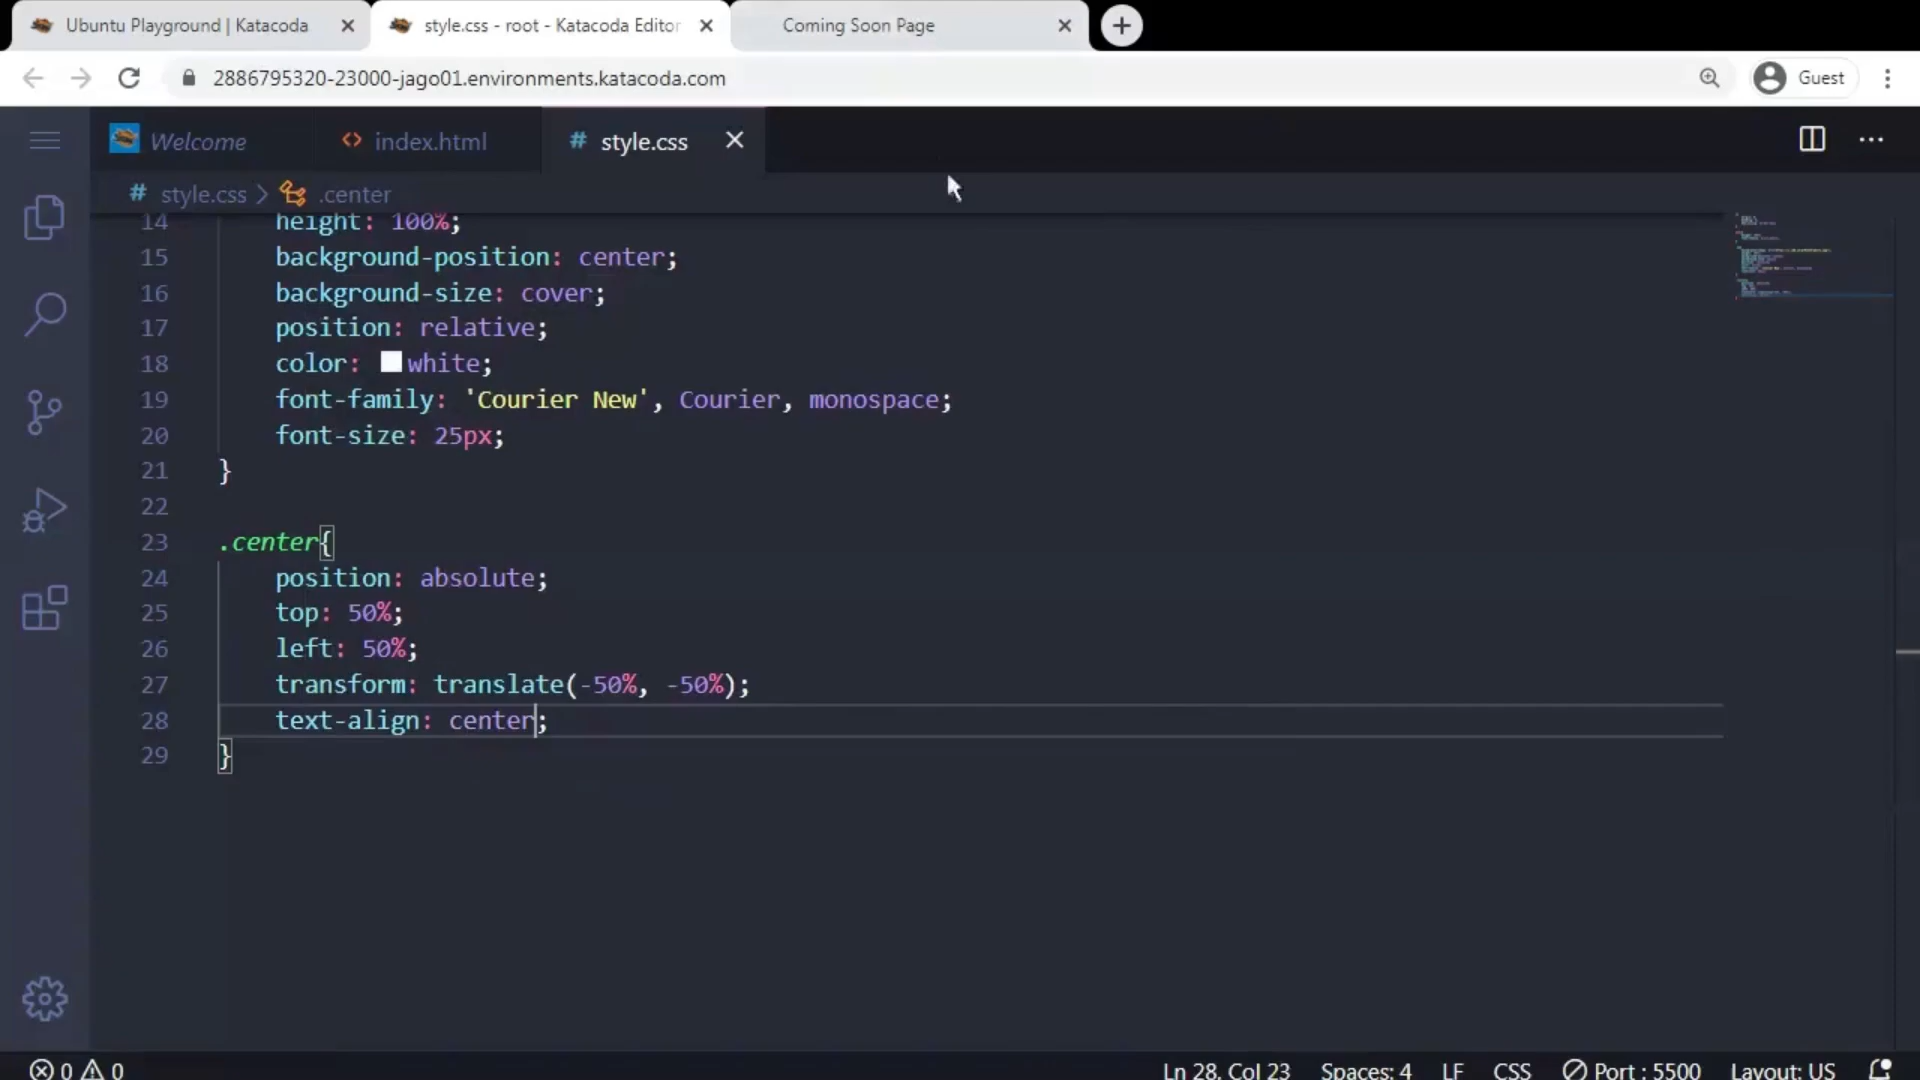 Ubuntu Playground | Katacoda
style.css - root - Katacoda Editor
Coming Soon Page
2886795320-23000-jago01.environments.katacoda.com
Guest
Welcome
<> index.html
# style.css
# style.css > .center
14 height: 100%;
15 background-position: center;
16 background-size: cover;
17 position: relative;
18 color: white;
19 font-family: 'Courier New', Courier, monospace;
20 font-size: 25px;
21 }
22
23 .center{
24 position: absolute;
25 top: 50%;
26 left: 50%;
27 transform: translate(-50%, -50%);
28 text-align: center;
29 }
0 0 Ln 28, Col 23 Spaces: 4 LF CSS Port : 5500 Layout: US